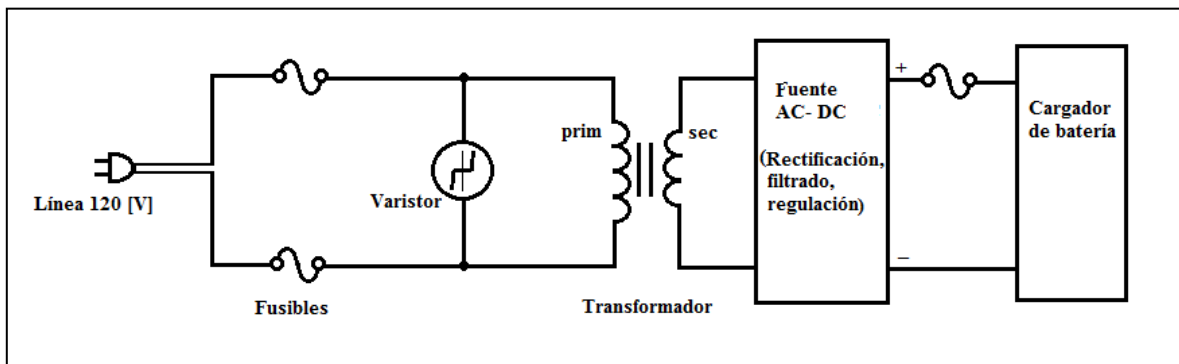 Línea 120 [V]
Fusibles
Varistor
prim
sec
Transformador
Fuente
AC- DC
(Rectificación,
filtrado,
regulación)
+
−
Cargador
de batería